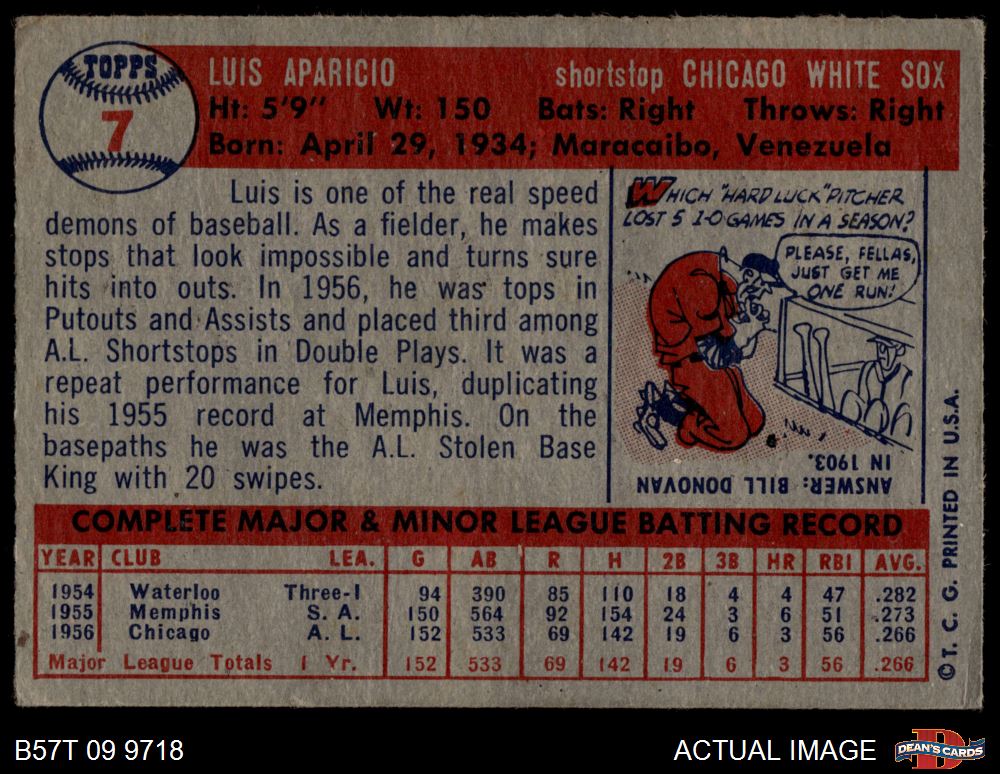 TOPPS
7
LUIS APARICIO shortstop CHICAGO WHITE SOX
Ht: 5'9" Wt: 150 Bats: Right Throws: Right
Born: April 29, 1934; Maracaibo, Venezuela
Luis is one of the real speed
demons of baseball. As a fielder, he makes
stops that look impossible and turns sure
hits into outs. In 1956, he was tops in
Putouts and Assists and placed third among
A.L. Shortstops in Double Plays. It was a
repeat performance for Luis, duplicating
his 1955 record at Memphis. On the
basepaths he was the A.L. Stolen Base
King with 20 swipes.
WHICH "HARD LUCK" PITCHER
LOST 5 1-0 GAMES IN A SEASON?
PLEASE, FELLAS,
JUST GET ME
ONE RUN!
ANSWER: BILL DONOVAN
IN 1903.
COMPLETE MAJOR & MINOR LEAGUE BATTING RECORD
YEAR CLUB LEA. G AB R H 2B 3B HR RBI AVG.
1954 Waterloo Three-I 94 390 85 110 18 4 4 47 .282
1955 Memphis S. A. 150 564 92 154 24 3 6 51 .273
1956 Chicago A. L. 152 533 69 142 19 6 3 56 .266
Major League Totals 1 Yr. 152 533 69 142 19 6 3 56 .266
© T. C. G. PRINTED IN U.S.A.
B57T 09 9718 ACTUAL IMAGE
D
DEAN'S CARDS